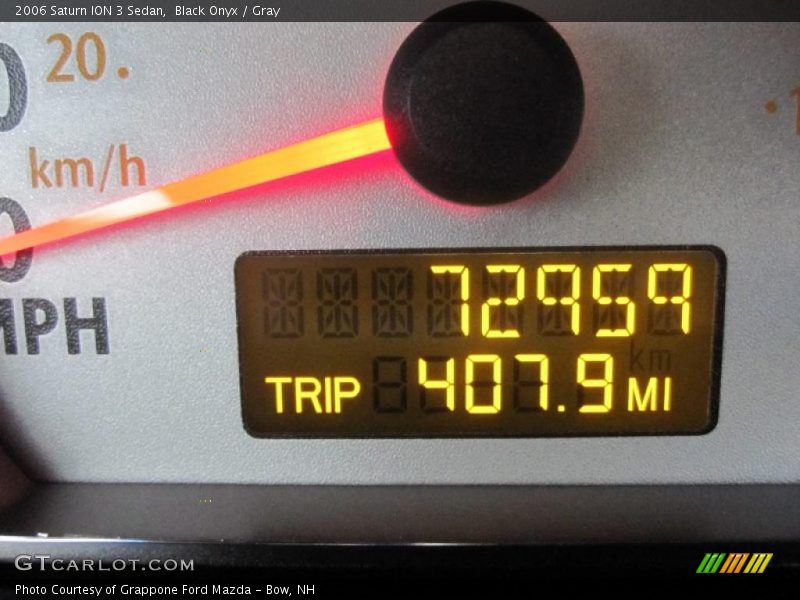 2006 Saturn ION 3 Sedan,  Black Onyx / Gray
20
km/h
MPH
72959
km
TRIP 407.9 MI
GTCARLOT.COM
Photo Courtesy of Grappone Ford Mazda - Bow, NH